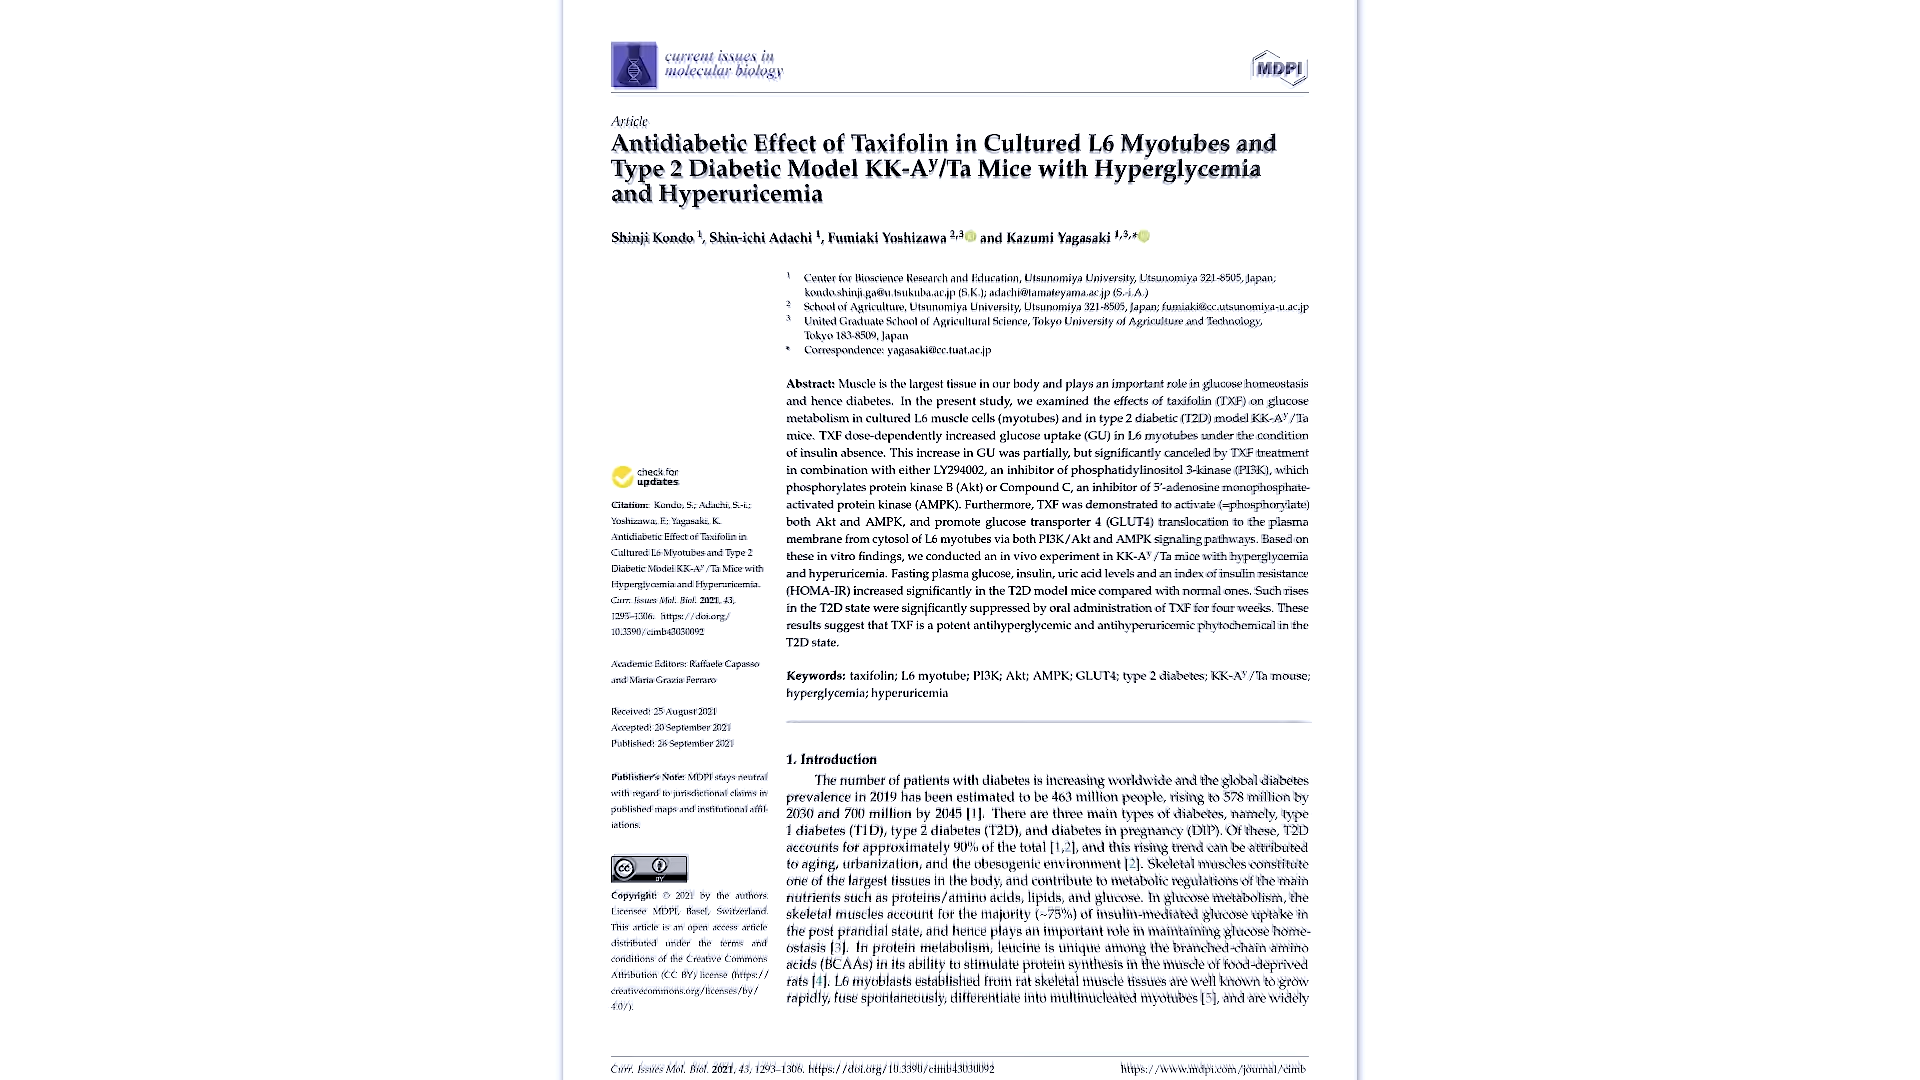 current issues in
molecular biology
MDPI
Article
Antidiabetic Effect of Taxifolin in Cultured L6 Myotubes and
Type 2 Diabetic Model KK-Aʸ/Ta Mice with Hyperglycemia
and Hyperuricemia
Shinji Kondo ¹, Shin-ichi Adachi ¹, Fumiaki Yoshizawa ²,³ and Kazumi Yagasaki ¹,³,*
¹ Center for Bioscience Research and Education, Utsunomiya University, Utsunomiya 321-8505, Japan;
kondo.shinji.ga@u.tsukuba.ac.jp (S.K.); adachi@tamateyama.ac.jp (S.-i.A.)
² School of Agriculture, Utsunomiya University, Utsunomiya 321-8505, Japan; fumiaki@cc.utsunomiya-u.ac.jp
³ United Graduate School of Agricultural Science, Tokyo University of Agriculture and Technology,
Tokyo 183-8509, Japan
* Correspondence: yagasaki@cc.tuat.ac.jp
Abstract: Muscle is the largest tissue in our body and plays an important role in glucose homeostasis
and hence diabetes. In the present study, we examined the effects of taxifolin (TXF) on glucose
metabolism in cultured L6 muscle cells (myotubes) and in type 2 diabetic (T2D) model KK-Aʸ/Ta
mice. TXF dose-dependently increased glucose uptake (GU) in L6 myotubes under the condition
of insulin absence. This increase in GU was partially, but significantly canceled by TXF treatment
in combination with either LY294002, an inhibitor of phosphatidylinositol 3-kinase (PI3K), which
phosphorylates protein kinase B (Akt) or Compound C, an inhibitor of 5′-adenosine monophosphate-
activated protein kinase (AMPK). Furthermore, TXF was demonstrated to activate (=phosphorylate)
both Akt and AMPK, and promote glucose transporter 4 (GLUT4) translocation to the plasma
membrane from cytosol of L6 myotubes via both PI3K/Akt and AMPK signaling pathways. Based on
these in vitro findings, we conducted an in vivo experiment in KK-Aʸ/Ta mice with hyperglycemia
and hyperuricemia. Fasting plasma glucose, insulin, uric acid levels and an index of insulin resistance
(HOMA-IR) increased significantly in the T2D model mice compared with normal ones. Such rises
in the T2D state were significantly suppressed by oral administration of TXF for four weeks. These
results suggest that TXF is a potent antihyperglycemic and antihyperuricemic phytochemical in the
T2D state.
Keywords: taxifolin; L6 myotube; PI3K; Akt; AMPK; GLUT4; type 2 diabetes; KK-Aʸ/Ta mouse;
hyperglycemia; hyperuricemia
check for
updates
Citation: Kondo, S.; Adachi, S.-i.;
Yoshizawa, F.; Yagasaki, K.
Antidiabetic Effect of Taxifolin in
Cultured L6 Myotubes and Type 2
Diabetic Model KK-Aʸ/Ta Mice with
Hyperglycemia and Hyperuricemia.
Curr. Issues Mol. Biol. 2021, 43,
1293–1306. https://doi.org/
10.3390/cimb43030092
Academic Editors: Raffaele Capasso
and Maria Grazia Ferraro
Received: 25 August 2021
Accepted: 20 September 2021
Published: 26 September 2021
Publisher's Note: MDPI stays neutral
with regard to jurisdictional claims in
published maps and institutional affil-
iations.
cc BY
Copyright: © 2021 by the authors.
Licensee MDPI, Basel, Switzerland.
This article is an open access article
distributed under the terms and
conditions of the Creative Commons
Attribution (CC BY) license (https://
creativecommons.org/licenses/by/
4.0/).
1. Introduction
The number of patients with diabetes is increasing worldwide and the global diabetes
prevalence in 2019 has been estimated to be 463 million people, rising to 578 million by
2030 and 700 million by 2045 [1]. There are three main types of diabetes, namely, type
1 diabetes (T1D), type 2 diabetes (T2D), and diabetes in pregnancy (DIP). Of these, T2D
accounts for approximately 90% of the total [1,2], and this rising trend can be attributed
to aging, urbanization, and the obesogenic environment [2]. Skeletal muscles constitute
one of the largest tissues in the body, and contribute to metabolic regulations of the main
nutrients such as proteins/amino acids, lipids, and glucose. In glucose metabolism, the
skeletal muscles account for the majority (~75%) of insulin-mediated glucose uptake in
the post prandial state, and hence plays an important role in maintaining glucose home-
ostasis [3]. In protein metabolism, leucine is unique among the branched-chain amino
acids (BCAAs) in its ability to stimulate protein synthesis in the muscle of food-deprived
rats [4]. L6 myoblasts established from rat skeletal muscle tissues are well known to grow
rapidly, fuse spontaneously, differentiate into multinucleated myotubes [5], and are widely
Curr. Issues Mol. Biol. 2021, 43, 1293–1306. https://doi.org/10.3390/cimb43030092
https://www.mdpi.com/journal/cimb